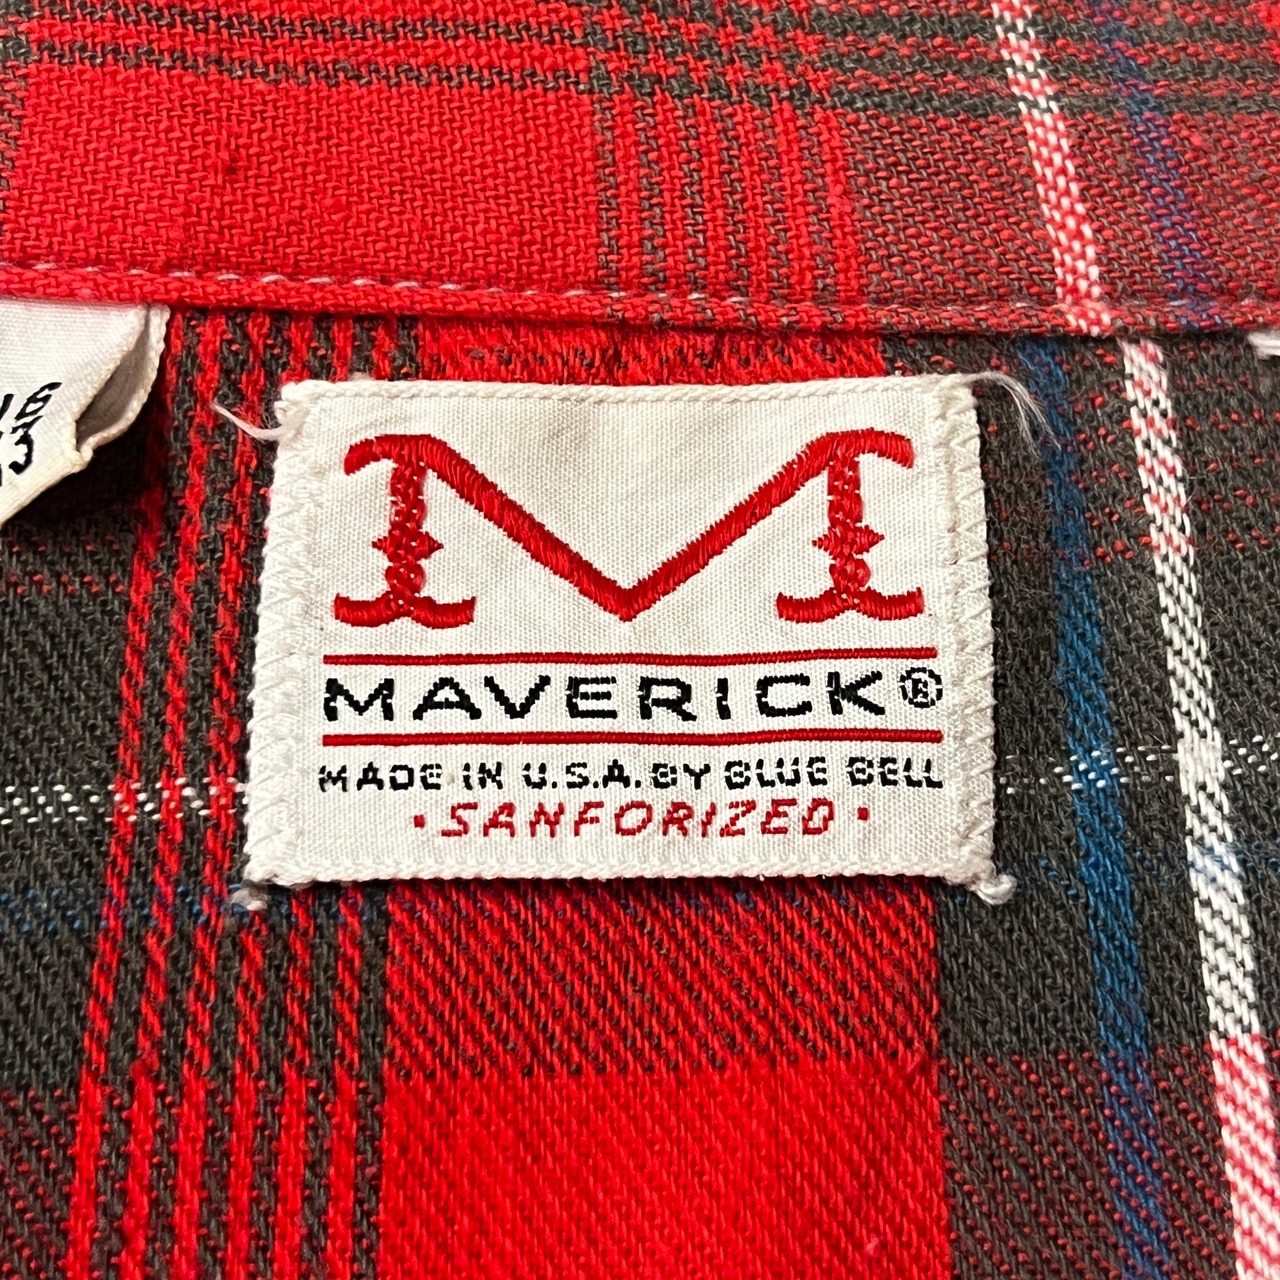 M
MAVERICK®
MADE IN U.S.A. BY BLUE BELL
• SANFORIZED •